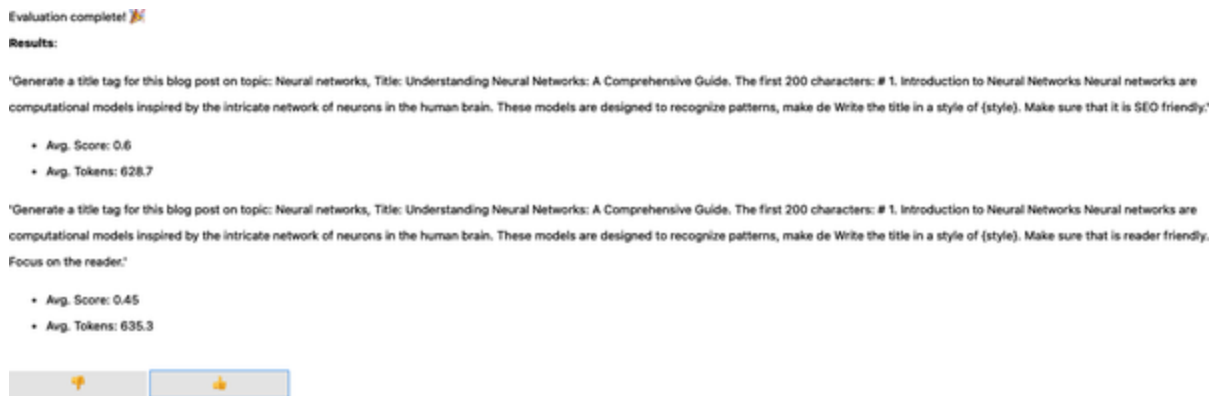 Evaluation complete! 🎉
Results:
'Generate a title tag for this blog post on topic: Neural networks, Title: Understanding Neural Networks: A Comprehensive Guide. The first 200 characters: # 1. Introduction to Neural Networks Neural networks are
computational models inspired by the intricate network of neurons in the human brain. These models are designed to recognize patterns, make de Write the title in a style of {style}. Make sure that it is SEO friendly.'
• Avg. Score: 0.6
• Avg. Tokens: 628.7
'Generate a title tag for this blog post on topic: Neural networks, Title: Understanding Neural Networks: A Comprehensive Guide. The first 200 characters: # 1. Introduction to Neural Networks Neural networks are
computational models inspired by the intricate network of neurons in the human brain. These models are designed to recognize patterns, make de Write the title in a style of {style}. Make sure that is reader friendly.
Focus on the reader.'
• Avg. Score: 0.45
• Avg. Tokens: 635.3
👎 👍